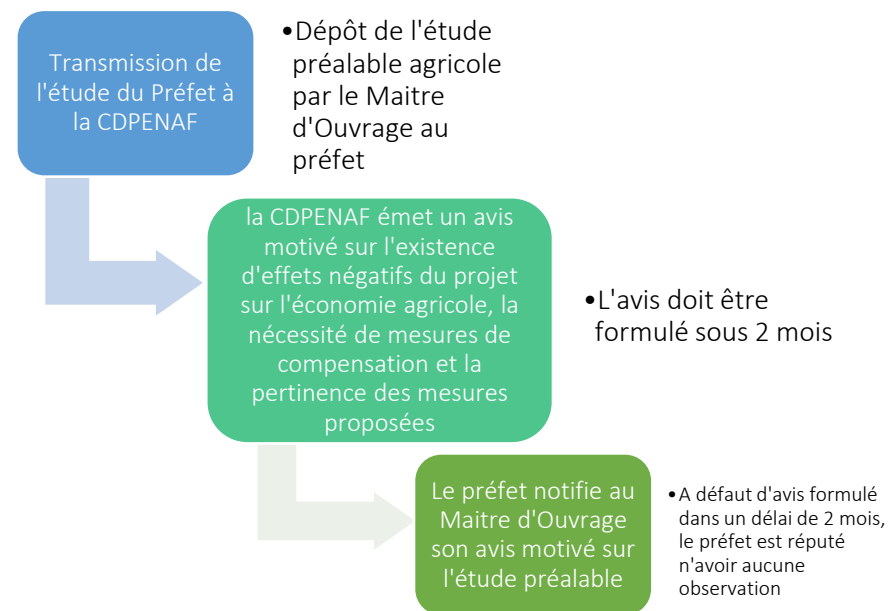 Transmission de
l'étude du Préfet à
la CDPENAF
•Dépôt de l'étude
préalable agricole
par le Maitre
d'Ouvrage au
préfet
la CDPENAF émet un avis
motivé sur l'existence
d'effets négatifs du projet
sur l'économie agricole, la
nécessité de mesures de
compensation et la
pertinence des mesures
proposées
•L'avis doit être
formulé sous 2 mois
Le préfet notifie au
Maitre d'Ouvrage
son avis motivé sur
l'étude préalable
•A défaut d'avis formulé
dans un délai de 2 mois,
le préfet est réputé
n'avoir aucune
observation